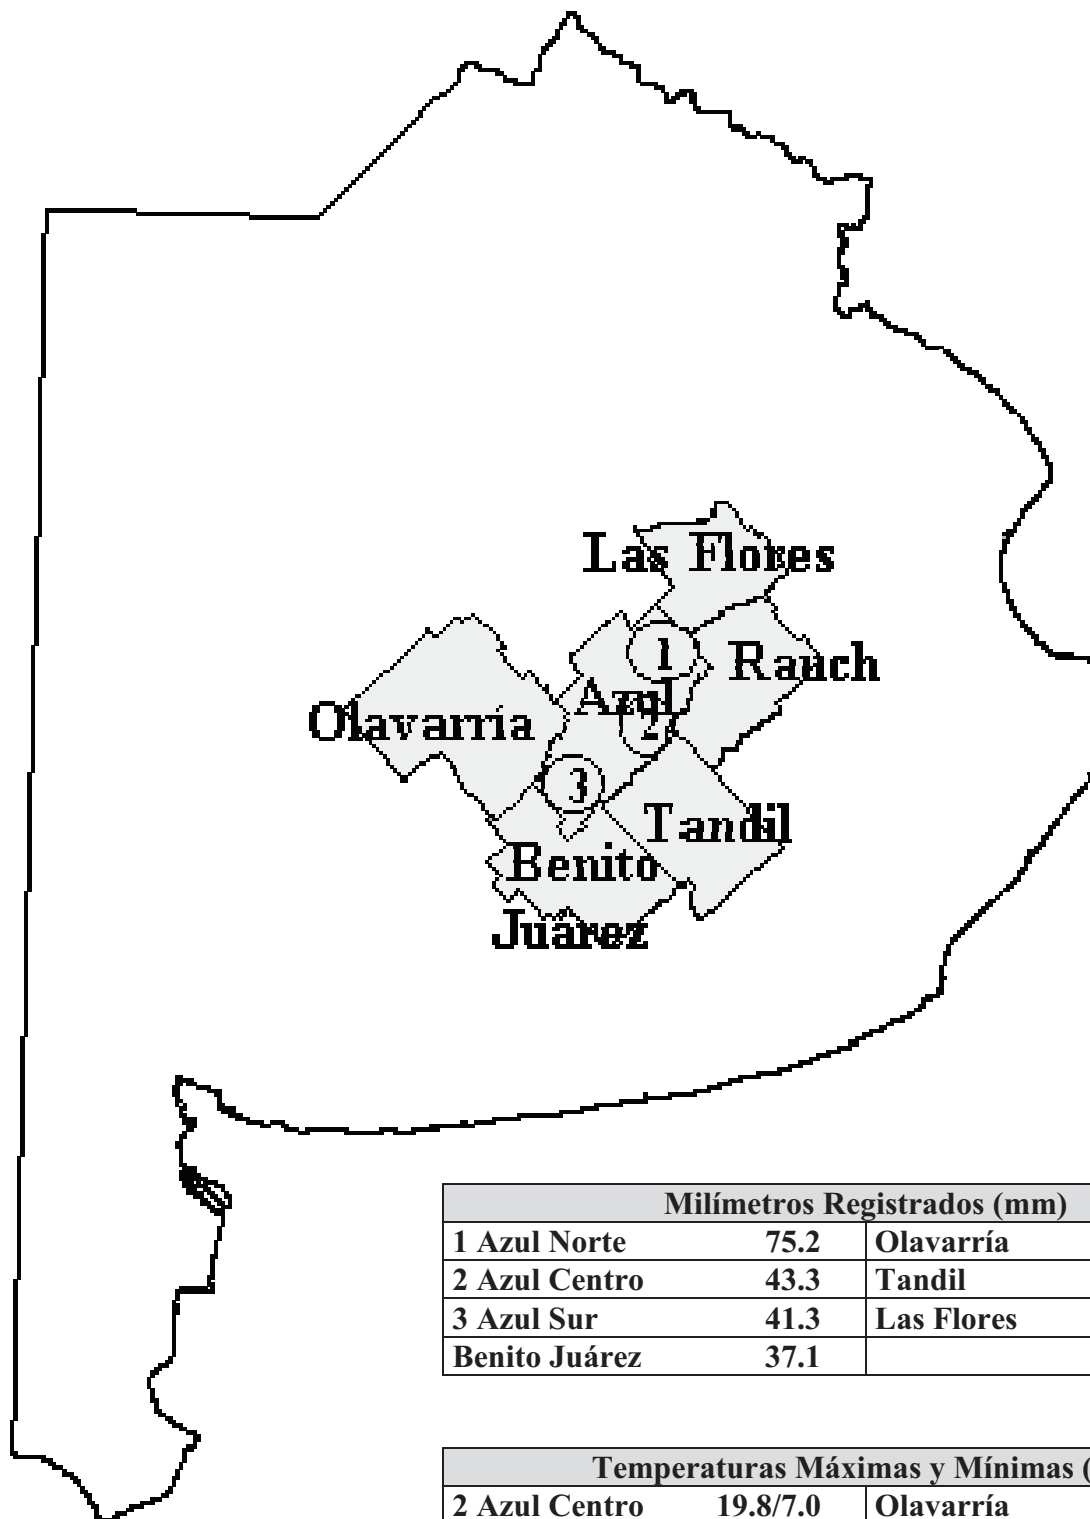 Las Flores
1
Rauch
Azul
Olavarría
2
3
Tandil
Benito
Juárez
Milímetros Registrados (mm)
1 Azul Norte 75.2 Olavarría
2 Azul Centro 43.3 Tandil
3 Azul Sur 41.3 Las Flores
Benito Juárez 37.1
Temperaturas Máximas y Mínimas (
2 Azul Centro 19.8/7.0 Olavarría